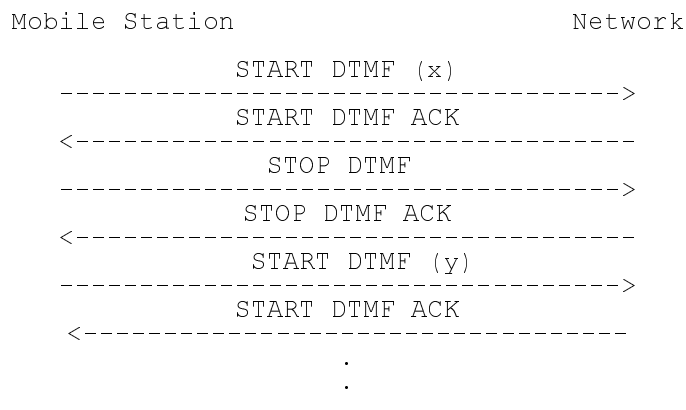 Mobile Station Network
START DTMF (x)
----------------------------------->
START DTMF ACK
<-----------------------------------
STOP DTMF
----------------------------------->
STOP DTMF ACK
<-----------------------------------
START DTMF (y)
----------------------------------->
START DTMF ACK
<----------------------------------
.
.